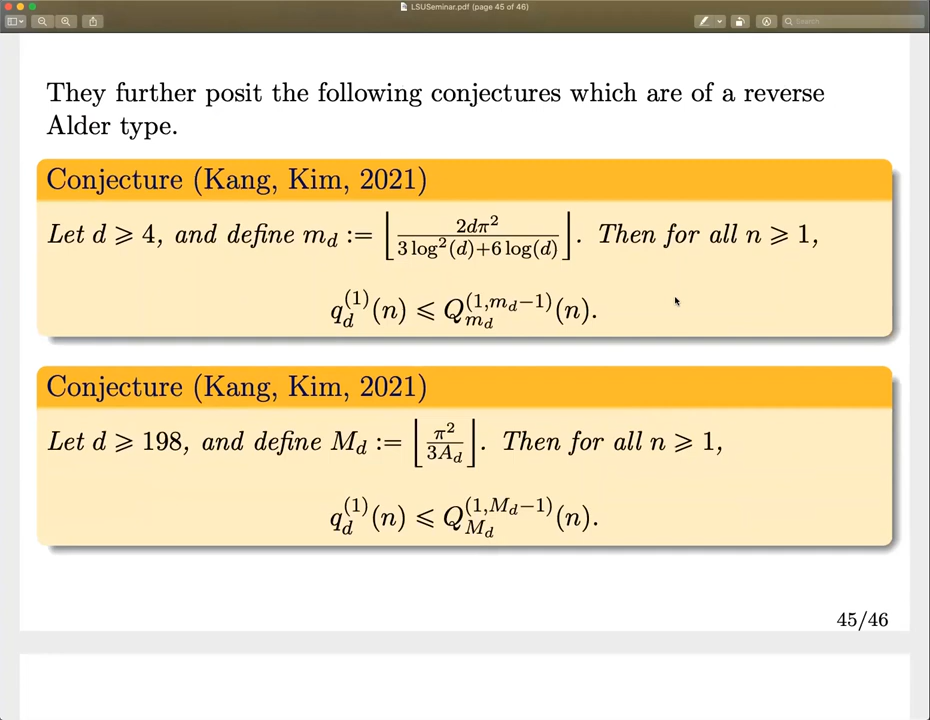 LSUSeminar.pdf (page 45 of 46)
Search
They further posit the following conjectures which are of a reverse
Alder type.
Conjecture (Kang, Kim, 2021)
Let d ⩾ 4, and define m_d := ⌊2dπ² / (3 log²(d)+6 log(d))⌋. Then for all n ⩾ 1,
q_d^{(1)}(n) ⩽ Q_{m_d}^{(1,m_d−1)}(n).
Conjecture (Kang, Kim, 2021)
Let d ⩾ 198, and define M_d := ⌊π² / 3A_d⌋. Then for all n ⩾ 1,
q_d^{(1)}(n) ⩽ Q_{M_d}^{(1,M_d−1)}(n).
45/46